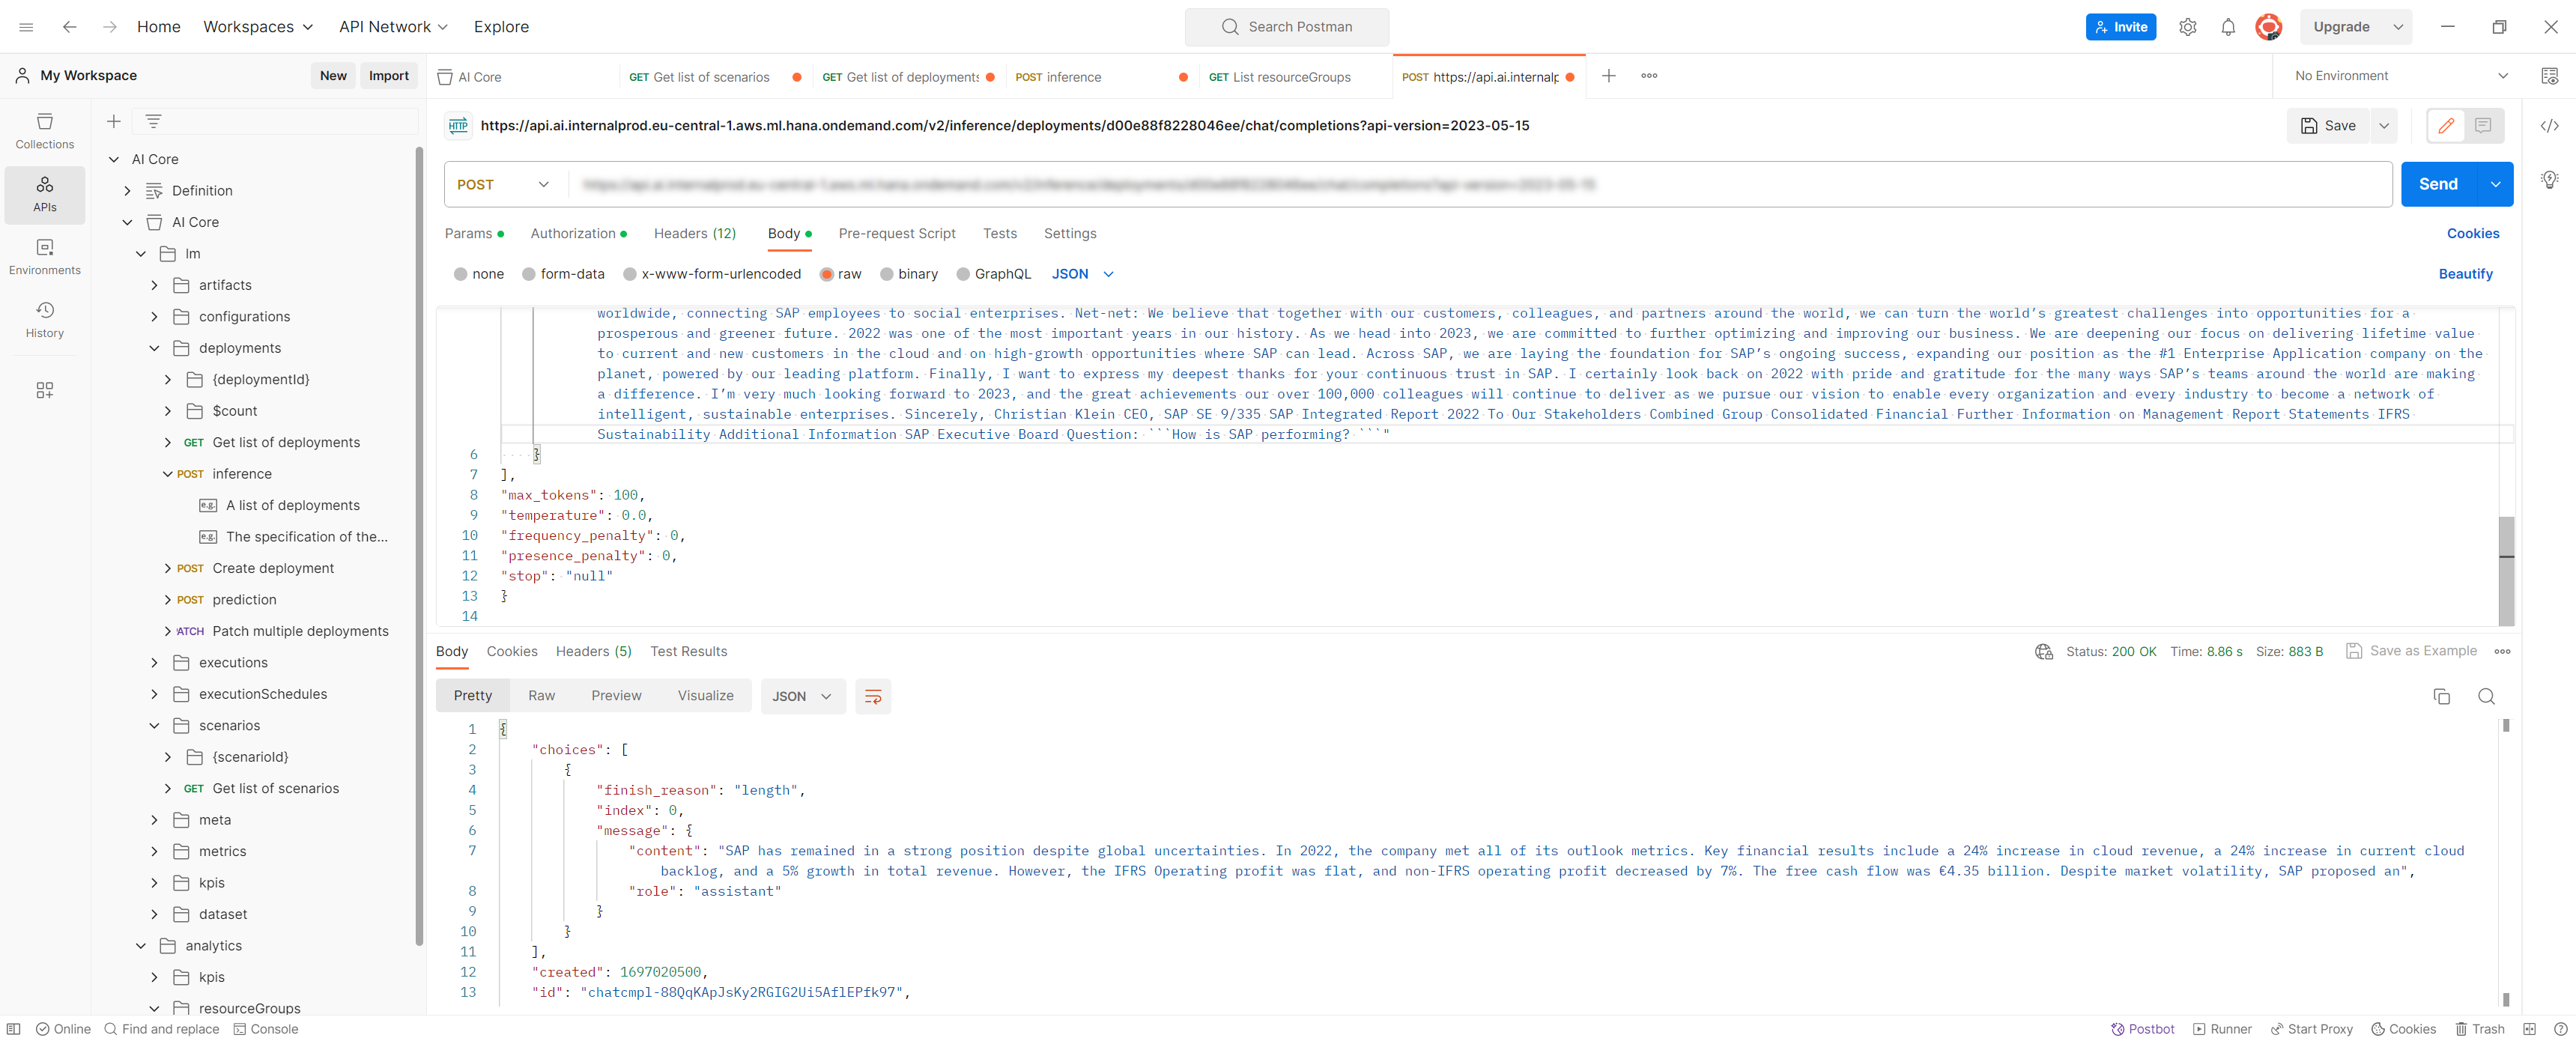 Home Workspaces API Network Explore Search Postman Invite Upgrade
My Workspace New Import AI Core GET Get list of scenarios GET Get list of deployments POST inference GET List resourceGroups POST https://api.ai.internalp No Environment
HTTP https://api.ai.internalprod.eu-central-1.aws.ml.hana.ondemand.com/v2/inference/deployments/d00e88f8228046ee/chat/completions?api-version=2023-05-15 Save
Collections
APIs
Environments
History
AI Core
Definition
AI Core
lm
artifacts
configurations
deployments
{deploymentId}
$count
GET Get list of deployments
POST inference
e.g. A list of deployments
e.g. The specification of the...
POST Create deployment
POST prediction
PATCH Patch multiple deployments
executions
executionSchedules
scenarios
{scenarioId}
GET Get list of scenarios
meta
metrics
kpis
dataset
analytics
kpis
resourceGroups
POST Send
Params Authorization Headers (12) Body Pre-request Script Tests Settings Cookies
none form-data x-www-form-urlencoded raw binary GraphQL JSON Beautify
worldwide, connecting SAP employees to social enterprises. Net-net: We believe that together with our customers, colleagues, and partners around the world, we can turn the world's greatest challenges into opportunities for a
prosperous and greener future. 2022 was one of the most important years in our history. As we head into 2023, we are committed to further optimizing and improving our business. We are deepening our focus on delivering lifetime value
to current and new customers in the cloud and on high-growth opportunities where SAP can lead. Across SAP, we are laying the foundation for SAP's ongoing success, expanding our position as the #1 Enterprise Application company on the
planet, powered by our leading platform. Finally, I want to express my deepest thanks for your continuous trust in SAP. I certainly look back on 2022 with pride and gratitude for the many ways SAP's teams around the world are making
a difference. I'm very much looking forward to 2023, and the great achievements our over 100,000 colleagues will continue to deliver as we pursue our vision to enable every organization and every industry to become a network of
intelligent, sustainable enterprises. Sincerely, Christian Klein CEO, SAP SE 9/335 SAP Integrated Report 2022 To Our Stakeholders Combined Group Consolidated Financial Further Information on Management Report Statements IFRS
Sustainability Additional Information SAP Executive Board Question: ```How is SAP performing? ```"
6 }
7 ],
8 "max_tokens": 100,
9 "temperature": 0.0,
10 "frequency_penalty": 0,
11 "presence_penalty": 0,
12 "stop": "null"
13 }
14
Body Cookies Headers (5) Test Results Status: 200 OK Time: 8.86 s Size: 883 B Save as Example
Pretty Raw Preview Visualize JSON
1 {
2 "choices": [
3 {
4 "finish_reason": "length",
5 "index": 0,
6 "message": {
7 "content": "SAP has remained in a strong position despite global uncertainties. In 2022, the company met all of its outlook metrics. Key financial results include a 24% increase in cloud revenue, a 24% increase in current cloud
backlog, and a 5% growth in total revenue. However, the IFRS Operating profit was flat, and non-IFRS operating profit decreased by 7%. The free cash flow was €4.35 billion. Despite market volatility, SAP proposed an",
8 "role": "assistant"
9 }
10 }
11 ],
12 "created": 1697020500,
13 "id": "chatcmpl-88QqKApJsKy2RGIG2Ui5AflEPfk97",
Online Find and replace Console Postbot Runner Start Proxy Cookies Trash